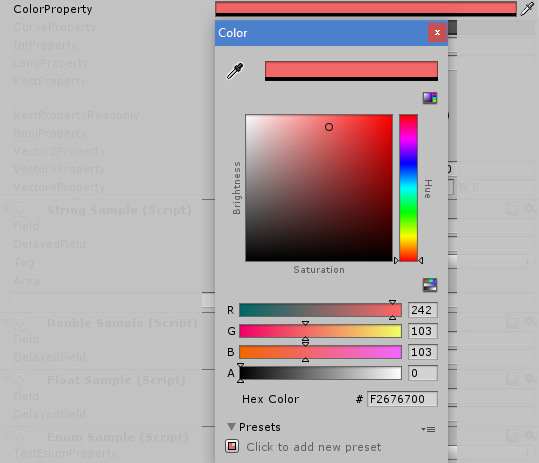 ColorProperty
CurveProperty
IntProperty
LongProperty
RectProperty
RectPropertyReadonly
BoolProperty
Vector2Property
Vector3Property
Vector4Property
W 0
String Sample (Script)
Field
DelayedField
Tag
Area
Double Sample (Script)
Field
DelayedField
Float Sample (Script)
Field
DelayedField
Enum Sample (Script)
TestEnumProperty
Color
Brightness
Hue
Saturation
R 242
G 103
B 103
A 0
Hex Color # F2676700
Presets
Click to add new preset